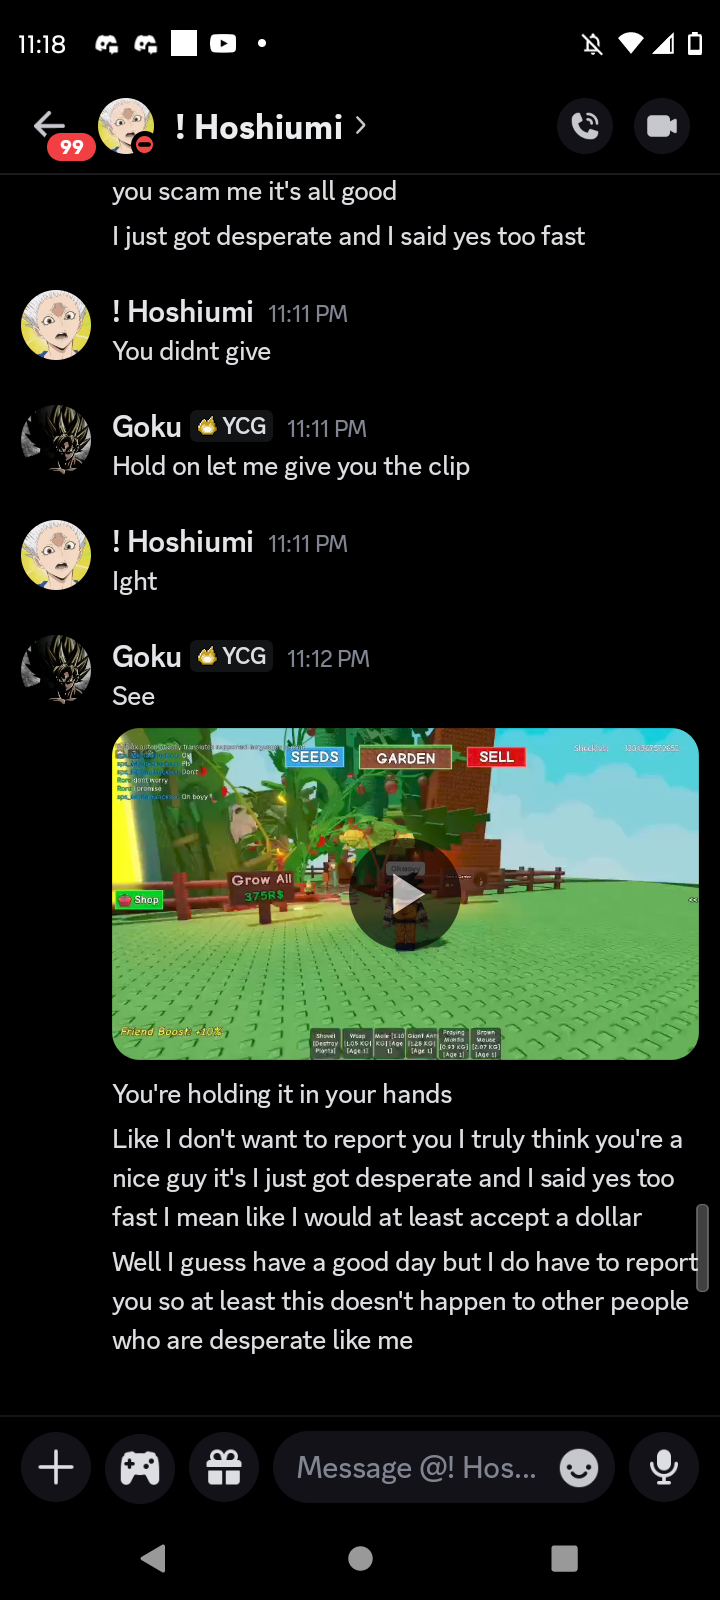 11:18
99
! Hoshiumi
you scam me it's all good
I just got desperate and I said yes too fast
! Hoshiumi 11:11 PM
You didnt give
Goku YCG 11:11 PM
Hold on let me give you the clip
! Hoshiumi 11:11 PM
Ight
Goku YCG 11:12 PM
See
SEEDS GARDEN SELL
Grow All
375R$
Shop
Friend Boost: +10%
You're holding it in your hands
Like I don't want to report you I truly think you're a
nice guy it's I just got desperate and I said yes too
fast I mean like I would at least accept a dollar
Well I guess have a good day but I do have to report
you so at least this doesn't happen to other people
who are desperate like me
Message @! Hos...